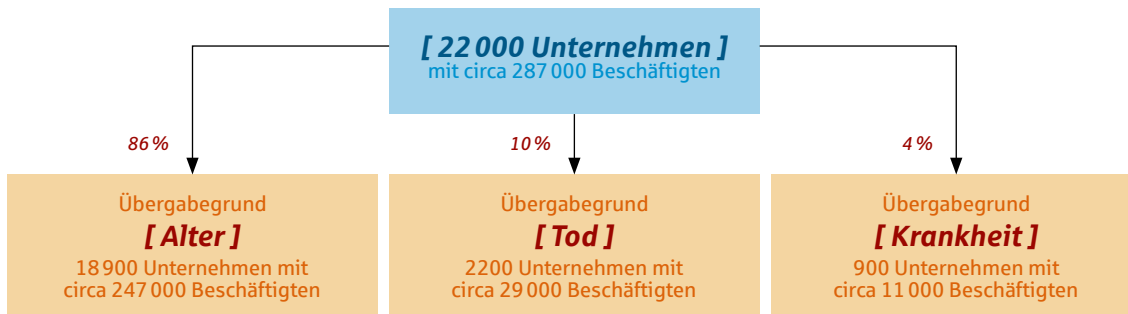 [ 22 000 Unternehmen ]
mit circa 287 000 Beschäftigten
86 %
10 %
4 %
Übergabegrund
[ Alter ]
18 900 Unternehmen mit
circa 247 000 Beschäftigten
Übergabegrund
[ Tod ]
2200 Unternehmen mit
circa 29 000 Beschäftigten
Übergabegrund
[ Krankheit ]
900 Unternehmen mit
circa 11 000 Beschäftigten